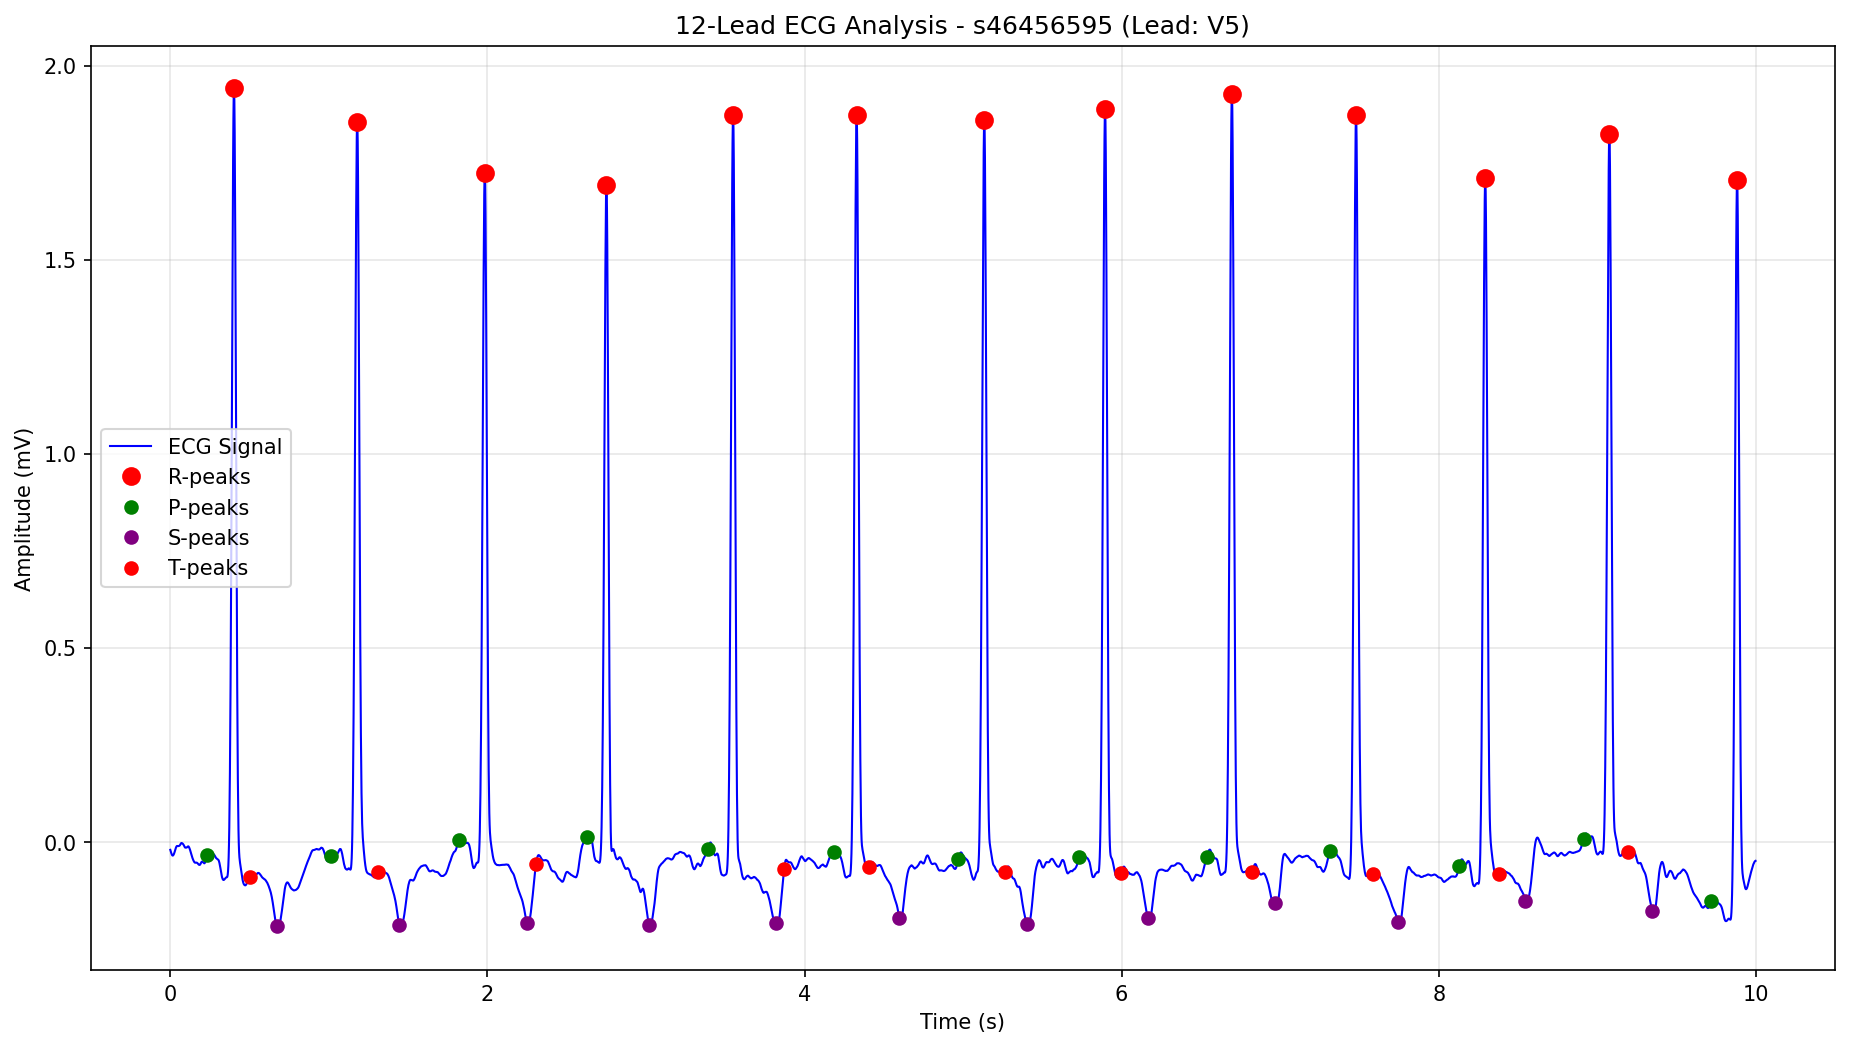 12-Lead ECG Analysis - s46456595 (Lead: V5)
2.0
1.5
1.0
0.5
0.0
Amplitude (mV)
ECG Signal
R-peaks
P-peaks
S-peaks
T-peaks
0 2 4 6 8 10
Time (s)